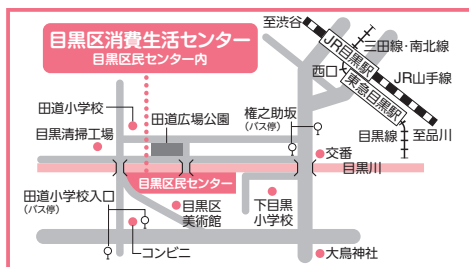 目黒区消費生活センター
目黒区民センター内
至渋谷
JR目黒駅
三田線・南北線
西口
東急目黒駅
JR山手線
田道小学校
田道広場公園
権之助坂
(バス停)
目黒線
至品川
目黒清掃工場
交番
目黒川
目黒区民センター
田道小学校入口
(バス停)
目黒区
美術館
下目黒
小学校
コンビニ
大鳥神社